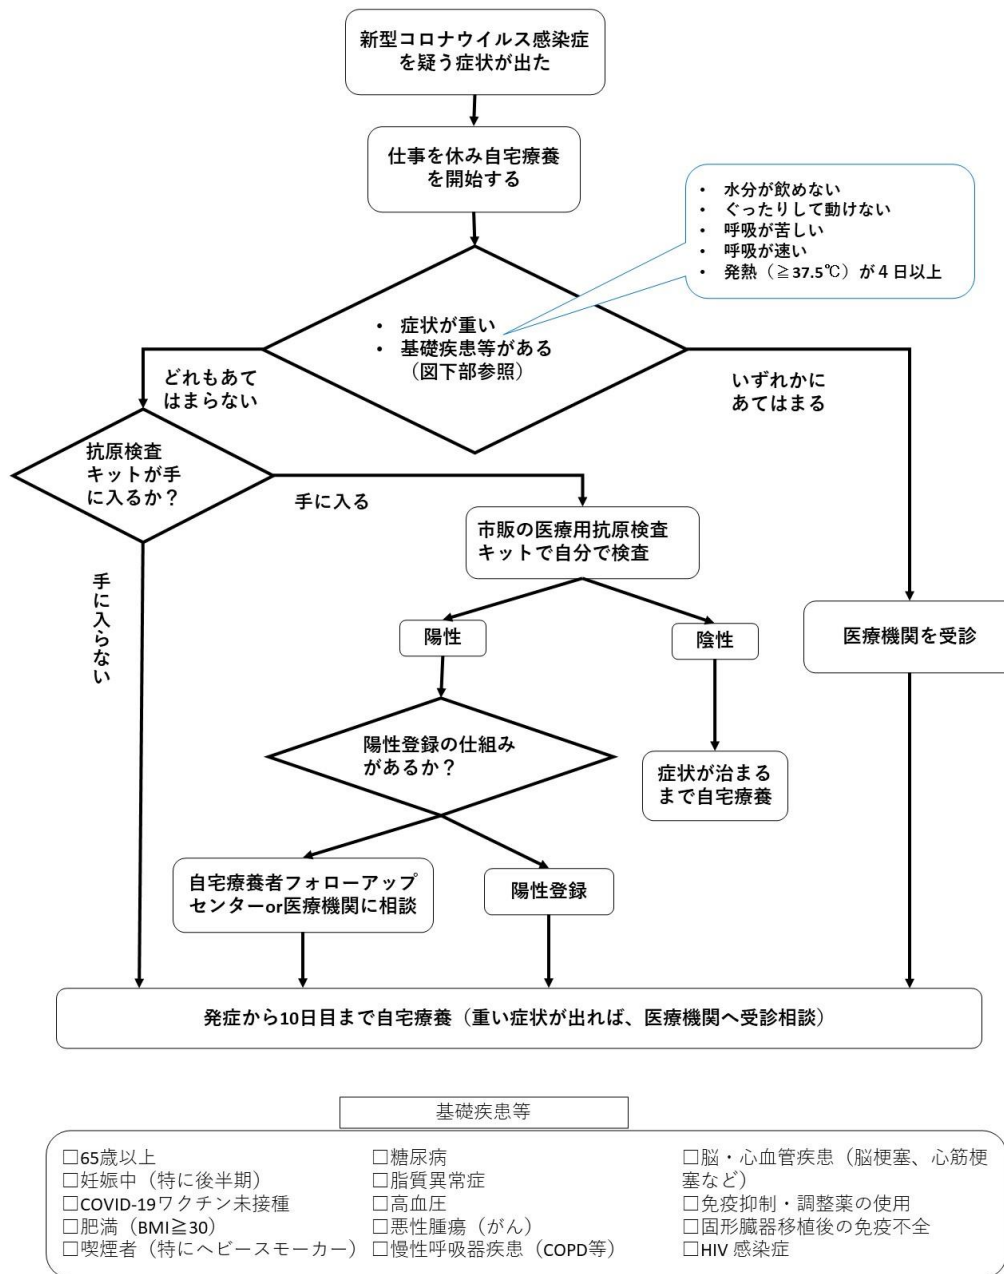 新型コロナウイルス感染症
を疑う症状が出た
仕事を休み自宅療養
を開始する
• 水分が飲めない
• ぐったりして動けない
• 呼吸が苦しい
• 呼吸が速い
• 発熱（≧37.5℃）が４日以上
• 症状が重い
• 基礎疾患等がある
（図下部参照）
どれもあて
はまらない
いずれかに
あてはまる
抗原検査
キットが手
に入るか？
手に入る
手に入らない
市販の医療用抗原検査
キットで自分で検査
陽性
陰性
医療機関を受診
陽性登録の仕組み
があるか？
症状が治まる
まで自宅療養
自宅療養者フォローアップ
センターor医療機関に相談
陽性登録
発症から10日目まで自宅療養（重い症状が出れば、医療機関へ受診相談）
基礎疾患等
□65歳以上
□妊娠中（特に後半期）
□COVID-19ワクチン未接種
□肥満（BMI≧30）
□喫煙者（特にヘビースモーカー）
□糖尿病
□脂質異常症
□高血圧
□悪性腫瘍（がん）
□慢性呼吸器疾患（COPD等）
□脳・心血管疾患（脳梗塞、心筋梗
塞など）
□免疫抑制・調整薬の使用
□固形臓器移植後の免疫不全
□HIV 感染症